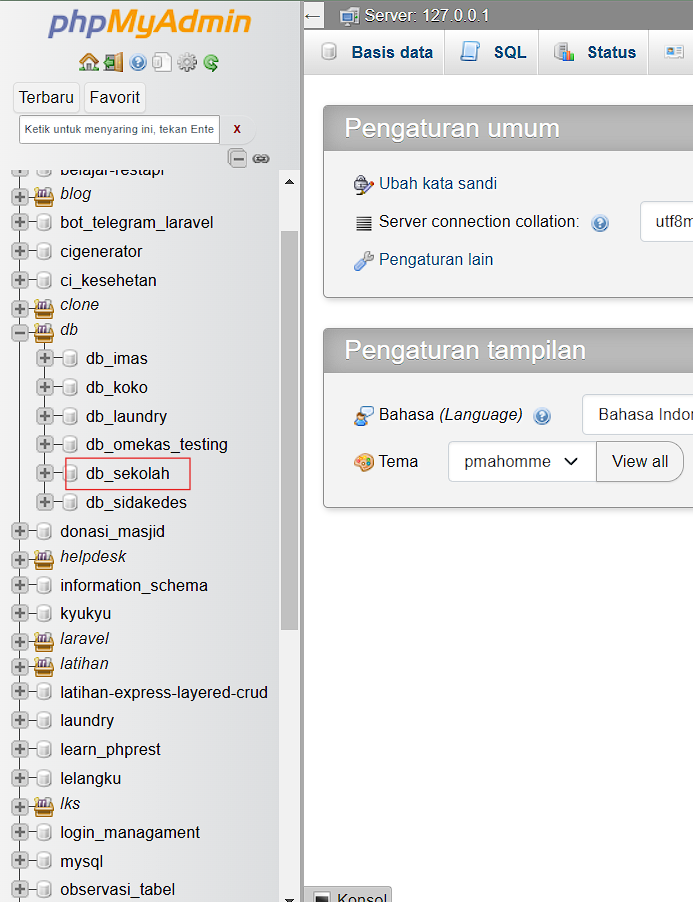 phpMyAdmin
Server: 127.0.0.1
Basis data SQL Status
Terbaru Favorit
Ketik untuk menyaring ini, tekan Ente X
belajar-restapi
blog
bot_telegram_laravel
cigenerator
ci_kesehatan
clone
db
db_imas
db_koko
db_laundry
db_omekas_testing
db_sekolah
db_sidakedes
donasi_masjid
helpdesk
information_schema
kyukyu
laravel
latihan
latihan-express-layered-crud
laundry
learn_phprest
lelangku
lks
login_managament
mysql
observasi_tabel
Pengaturan umum
Ubah kata sandi
Server connection collation: utf8m
Pengaturan lain
Pengaturan tampilan
Bahasa (Language) Bahasa Indon
Tema pmahomme View all
Konsol